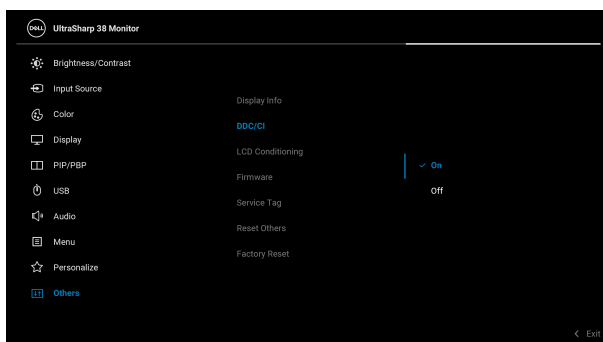 DELL
UltraSharp 38 Monitor
Brightness/Contrast
Input Source
Color
Display
PIP/PBP
USB
Audio
Menu
Personalize
Others
Display Info
DDC/CI
LCD Conditioning
Firmware
Service Tag
Reset Others
Factory Reset
On
Off
Exit